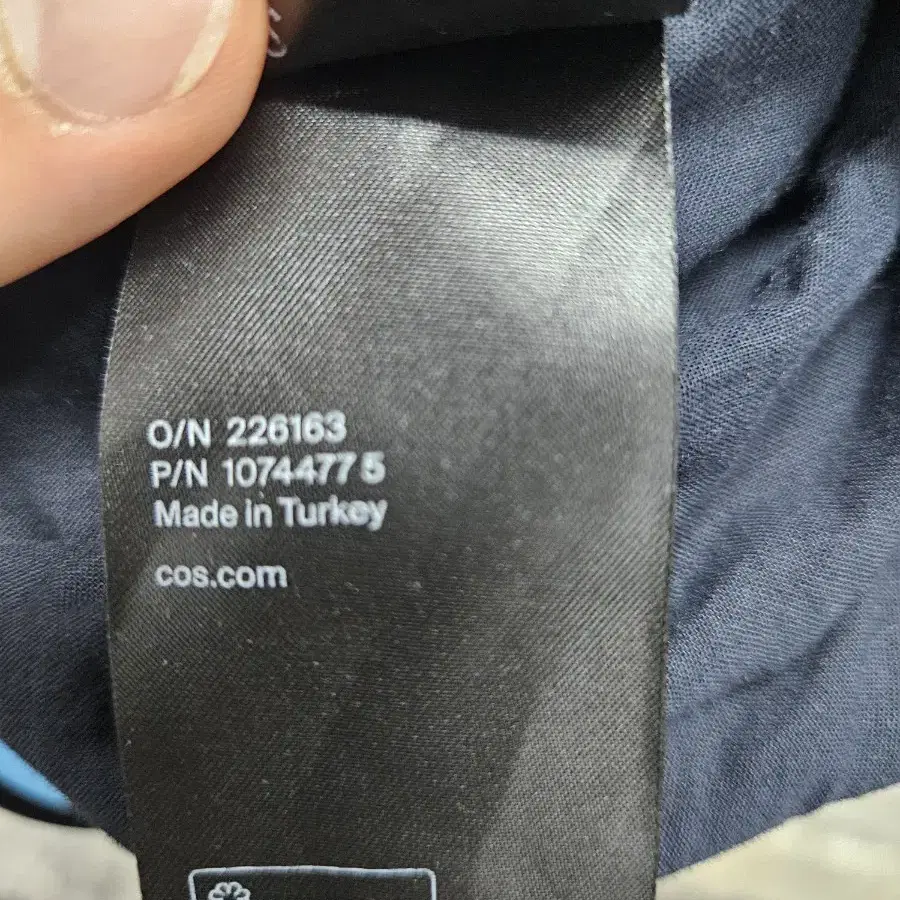 O/N 226163
P/N 1074477 5
Made in Turkey
cos.com